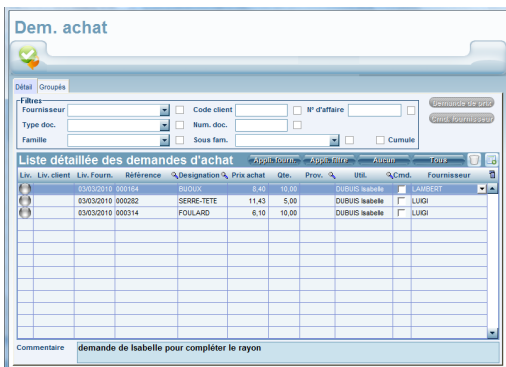 Dem. achat
Détail Groupés
Filtres
Fournisseur Code client N° d'affaire Demande de prix
Type doc. Num. doc. Cmd. fournisseur
Famille Sous fam. Cumule
Liste détaillée des demandes d'achat Appli. fourn. Appli. filtre Aucun Tous
Liv. Liv. client Liv. Fourn. Référence Designation Prix achat Qte. Prov. Util. Cmd. Fournisseur
03/03/2010 000164 BIJOUX 8,40 10,00 DUBUIS Isabelle LAMBERT
03/03/2010 000282 SERRE-TETE 11,43 5,00 DUBUIS Isabelle LUIGI
03/03/2010 000314 FOULARD 6,10 10,00 DUBUIS Isabelle LUIGI
Commentaire demande de Isabelle pour compléter le rayon